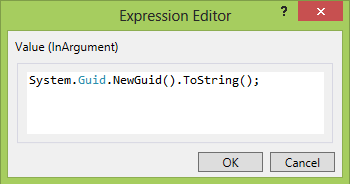 Expression Editor
?
Value (InArgument)
System.Guid.NewGuid().ToString();
OK Cancel